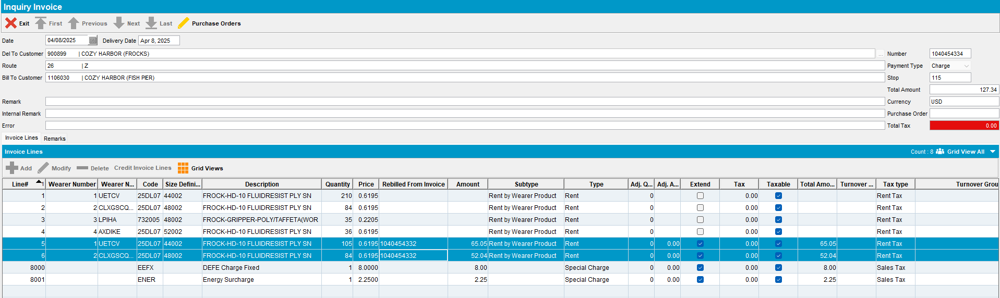 Inquiry Invoice
Exit First Previous Next Last Purchase Orders
Date 04/08/2025 16 Delivery Date Apr 8, 2025
Del To Customer 900899 | COZY HARBOR (FROCKS) ... Number 1040454334
Route 26 | Z Payment Type Charge
Bill To Customer 1106030 | COZY HARBOR (FISH PIER) Stop 115
Total Amount 127.34
Remark Currency USD
Internal Remark Purchase Order
Error Total Tax 0.00
Invoice Lines Remarks
Invoice Lines Count : 8 Grid View All
Add Modify Delete Credit Invoice Lines Grid Views
Line# 1 Wearer Number Wearer N... Code Size Defini... Description Quantity Price Rebilled From Invoice Amount Subtype Type Adj. Q... Adj. A... Extend Tax Taxable Total Amo... Turnover ... Tax type Turnover Grou
1 1 UETCV 25DL07 44002 FROCK-HD-10 FLUIDRESIST PLY SN 210 0.6195 Rent by Wearer Product Rent 0 0.00 Rent Tax
2 2 CLXGSCQ... 25DL07 48002 FROCK-HD-10 FLUIDRESIST PLY SN 84 0.6195 Rent by Wearer Product Rent 0 0.00 Rent Tax
3 3 LPIHA 732005 48002 FROCK-GRIPPER-POLY/TAFFETA(WOR 35 0.2205 Rent by Wearer Product Rent 0 0.00 Rent Tax
4 4 AXDIKE 25DL07 52002 FROCK-HD-10 FLUIDRESIST PLY SN 36 0.6195 Rent by Wearer Product Rent 0 0.00 Rent Tax
5 1 UETCV 25DL07 44002 FROCK-HD-10 FLUIDRESIST PLY SN 105 0.6195 1040454332 65.05 Rent by Wearer Product Rent 0 0.00 0.00 65.05 Rent Tax
6 2 CLXGSCQ... 25DL07 48002 FROCK-HD-10 FLUIDRESIST PLY SN 84 0.6195 1040454332 52.04 Rent by Wearer Product Rent 0 0.00 0.00 52.04 Rent Tax
8000 EEFX DEFE Charge Fixed 1 8.0000 8.00 Special Charge 0 0.00 0.00 8.00 Sales Tax
8001 ENER Energy Surcharge 1 2.2500 2.25 Special Charge 0 0.00 0.00 2.25 Sales Tax